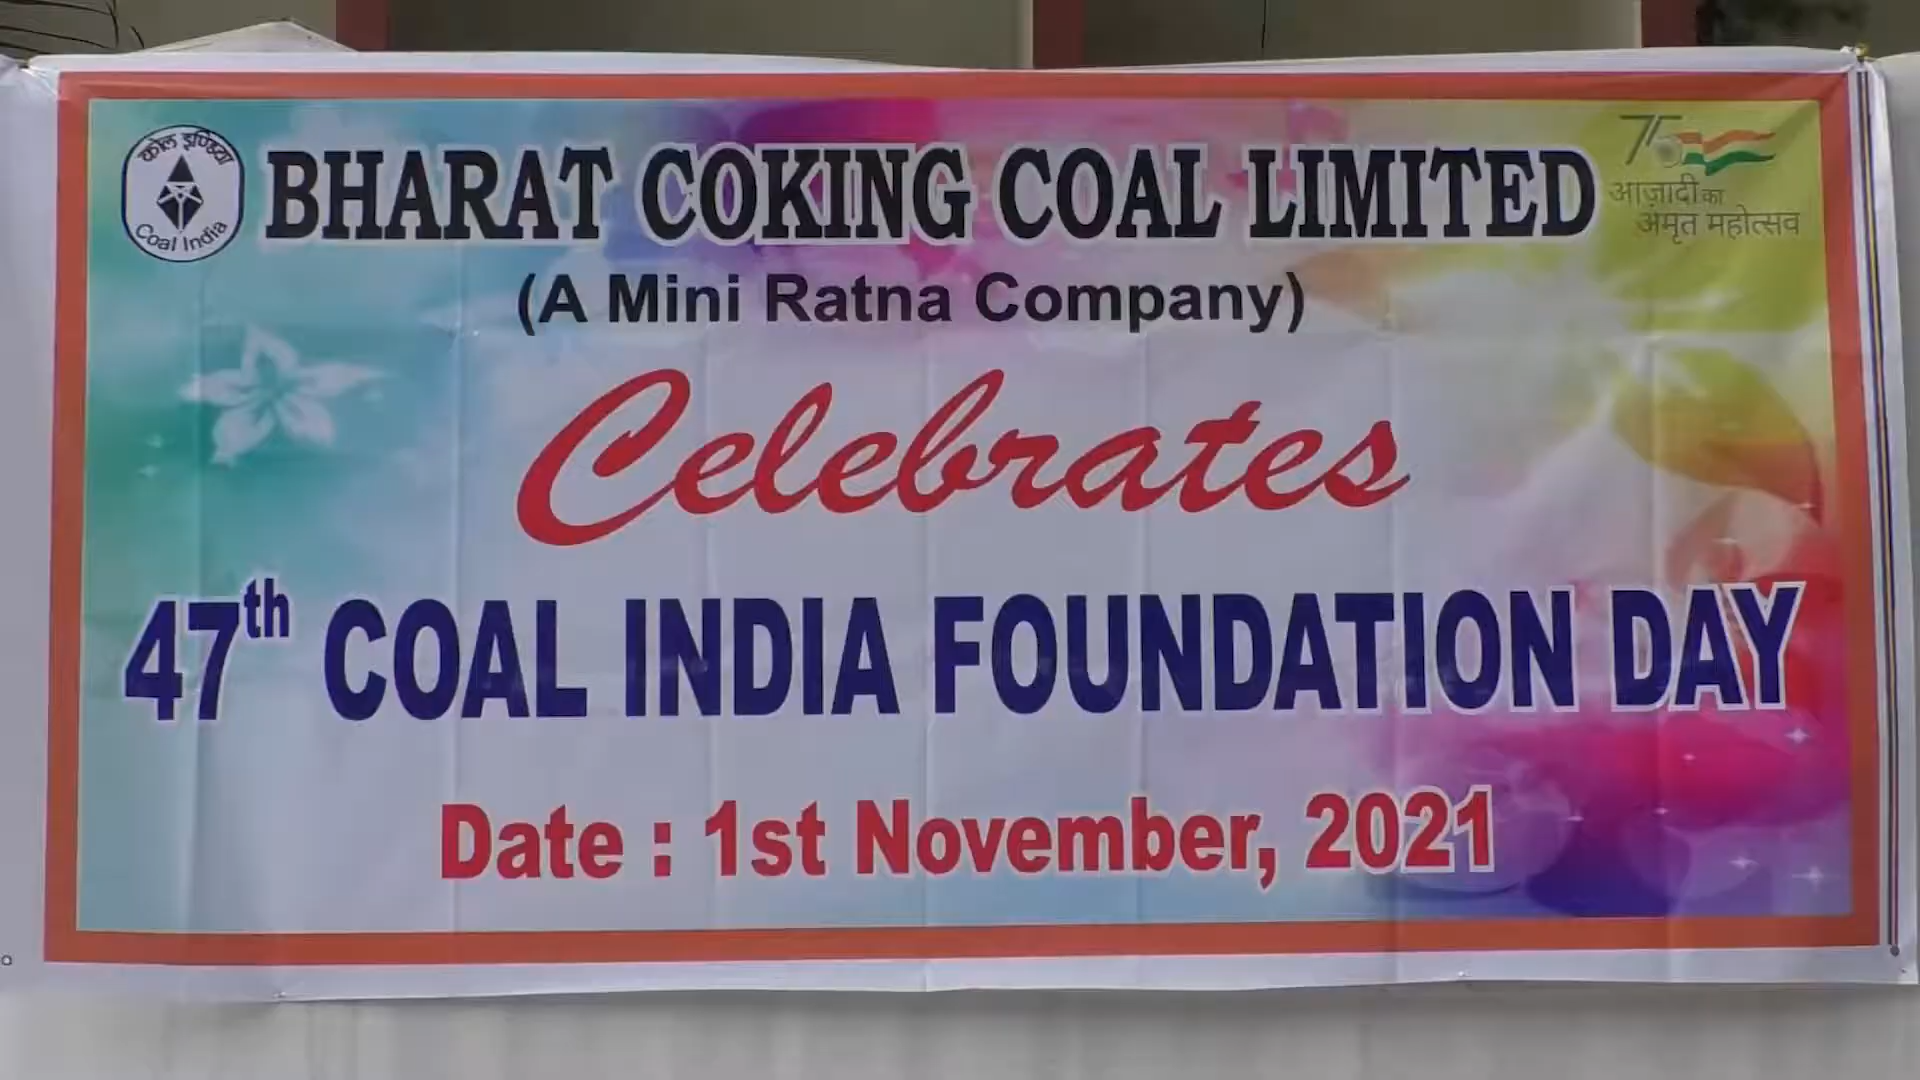 कोल इण्डिया
Coal India
BHARAT COKING COAL LIMITED
75
आज़ादी का
अमृत महोत्सव
(A Mini Ratna Company)
Celebrates
47th COAL INDIA FOUNDATION DAY
Date : 1st November, 2021